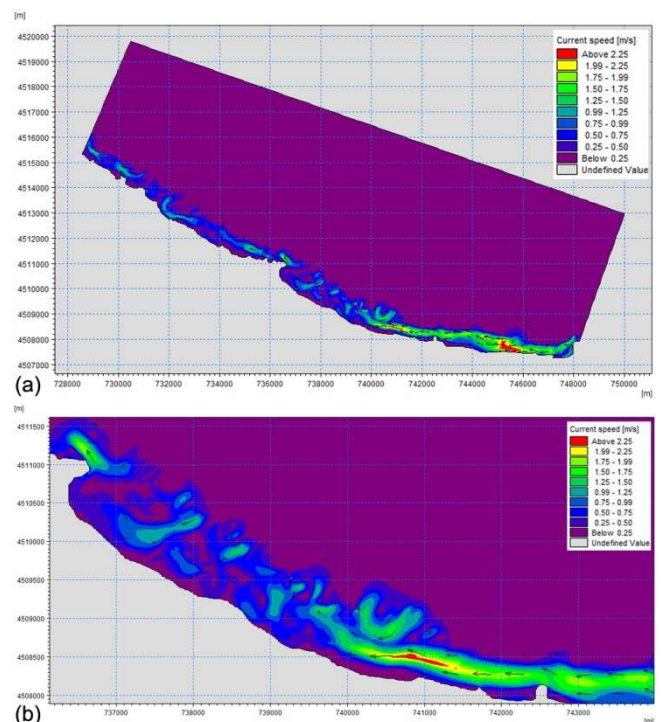 [m]
4520000
4519000
4518000
4517000
4516000
4515000
4514000
4513000
4512000
4511000
4510000
4509000
4508000
4507000
Current speed [m/s]
Above 2.25
1.99 - 2.25
1.75 - 1.99
1.50 - 1.75
1.25 - 1.50
0.99 - 1.25
0.75 - 0.99
0.50 - 0.75
0.25 - 0.50
Below 0.25
Undefined Value
(a)
728000 730000 732000 734000 736000 738000 740000 742000 744000 746000 748000 750000
[m]
[m]
4511500
4511000
4510500
4510000
4509500
4509000
4508500
4508000
Current speed [m/s]
Above 2.25
1.99 - 2.25
1.75 - 1.99
1.50 - 1.75
1.25 - 1.50
0.99 - 1.25
0.75 - 0.99
0.50 - 0.75
0.25 - 0.50
Below 0.25
Undefined Value
(b)
737000 738000 739000 740000 741000 742000 743000
[m]